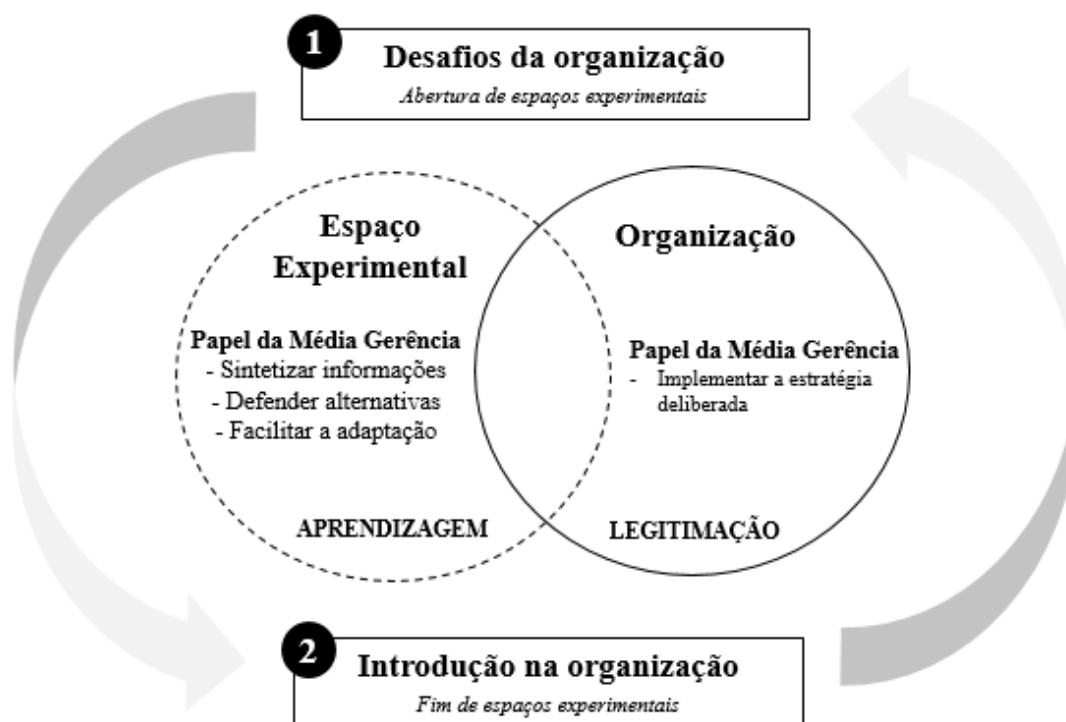 1
Desafios da organização
Abertura de espaços experimentais
Espaço
Experimental
Papel da Média Gerência
- Sintetizar informações
- Defender alternativas
- Facilitar a adaptação
APRENDIZAGEM
Organização
Papel da Média Gerência
- Implementar a estratégia
deliberada
LEGITIMAÇÃO
2
Introdução na organização
Fim de espaços experimentais